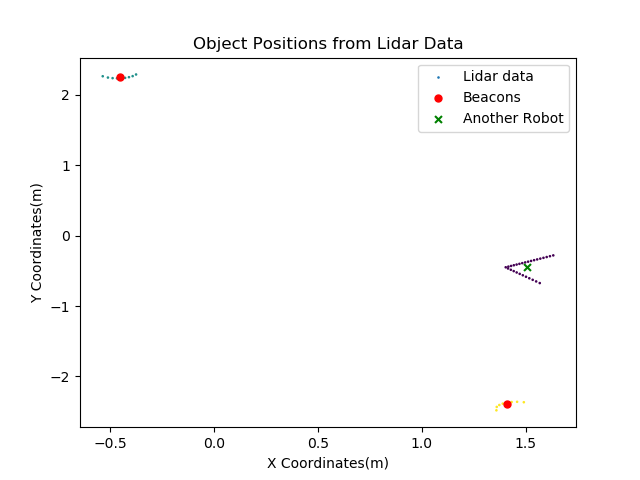 Object Positions from Lidar Data
Lidar data
Beacons
Another Robot
2
1
0
−1
−2
Y Coordinates(m)
−0.5
0.0
0.5
1.0
1.5
X Coordinates(m)